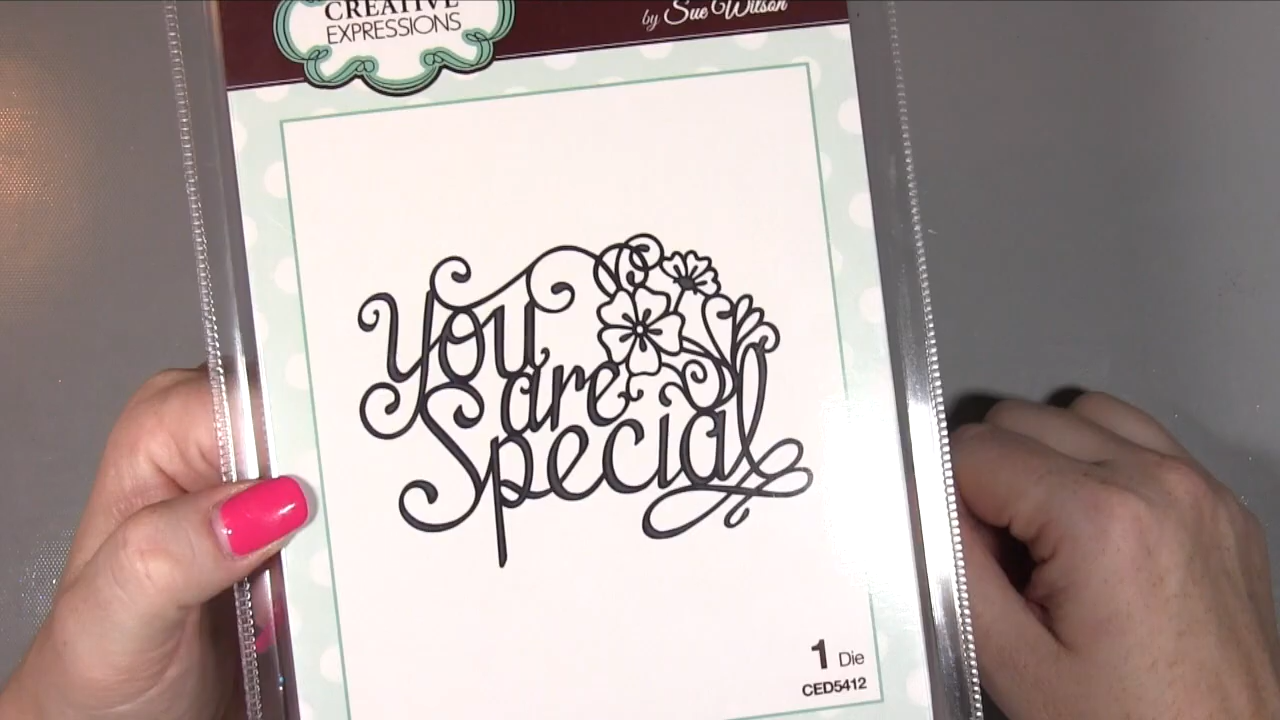 CREATIVE
EXPRESSIONS
by Sue Wilson
You
are
Special
1 Die
CED5412